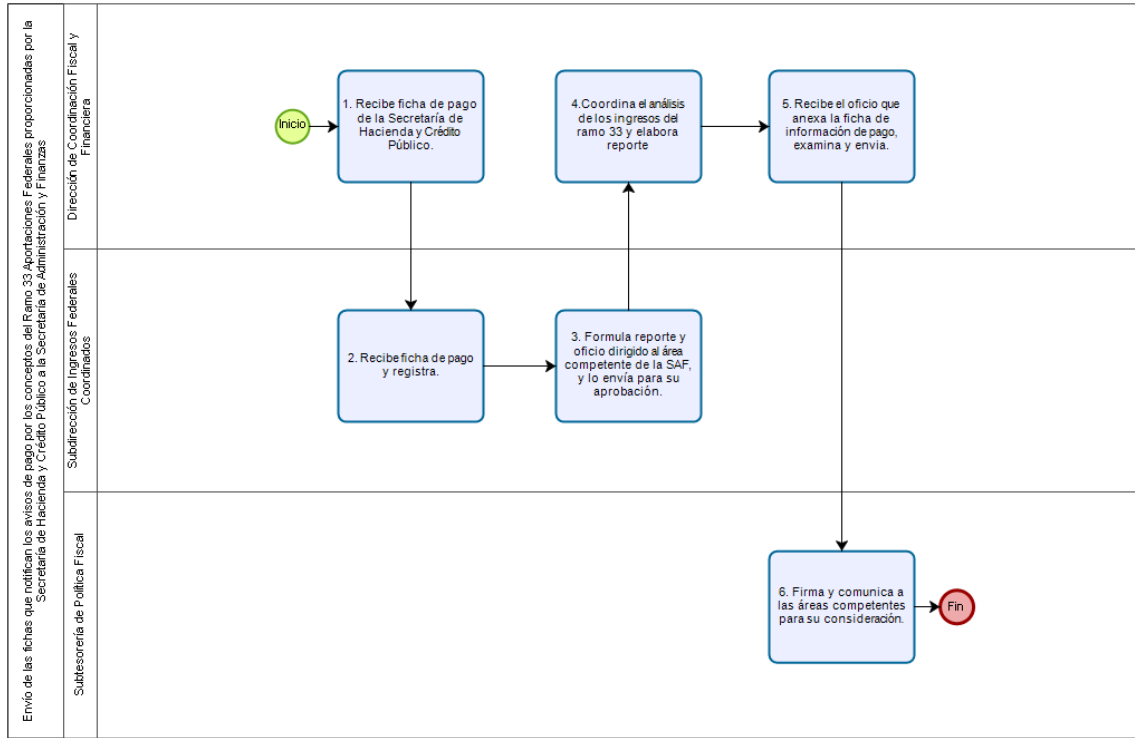 Envío de las fichas que notifican los avisos de pago por los conceptos del Ramo 33 Aportaciones Federales proporcionadas por la
Secretaría de Hacienda y Crédito Público a la Secretaría de Administración y Finanzas
Dirección de Coordinación Fiscal y
Financiera
Inicio
1. Recibe ficha de pago
de la Secretaría de
Hacienda y Crédito
Público.
4.Coordina el análisis
de los ingresos del
ramo 33 y elabora
reporte
5. Recibe el oficio que
anexa la ficha de
información de pago,
examina y envia.
Subdirección de Ingresos Federales
Coordinados
2. Recibe ficha de pago
y registra.
3. Formula reporte y
oficio dirigido al área
competente de la SAF,
y lo envía para su
aprobación.
Subtesorería de Política Fiscal
6. Firma y comunica a
las áreas competentes
para su consideración.
Fin